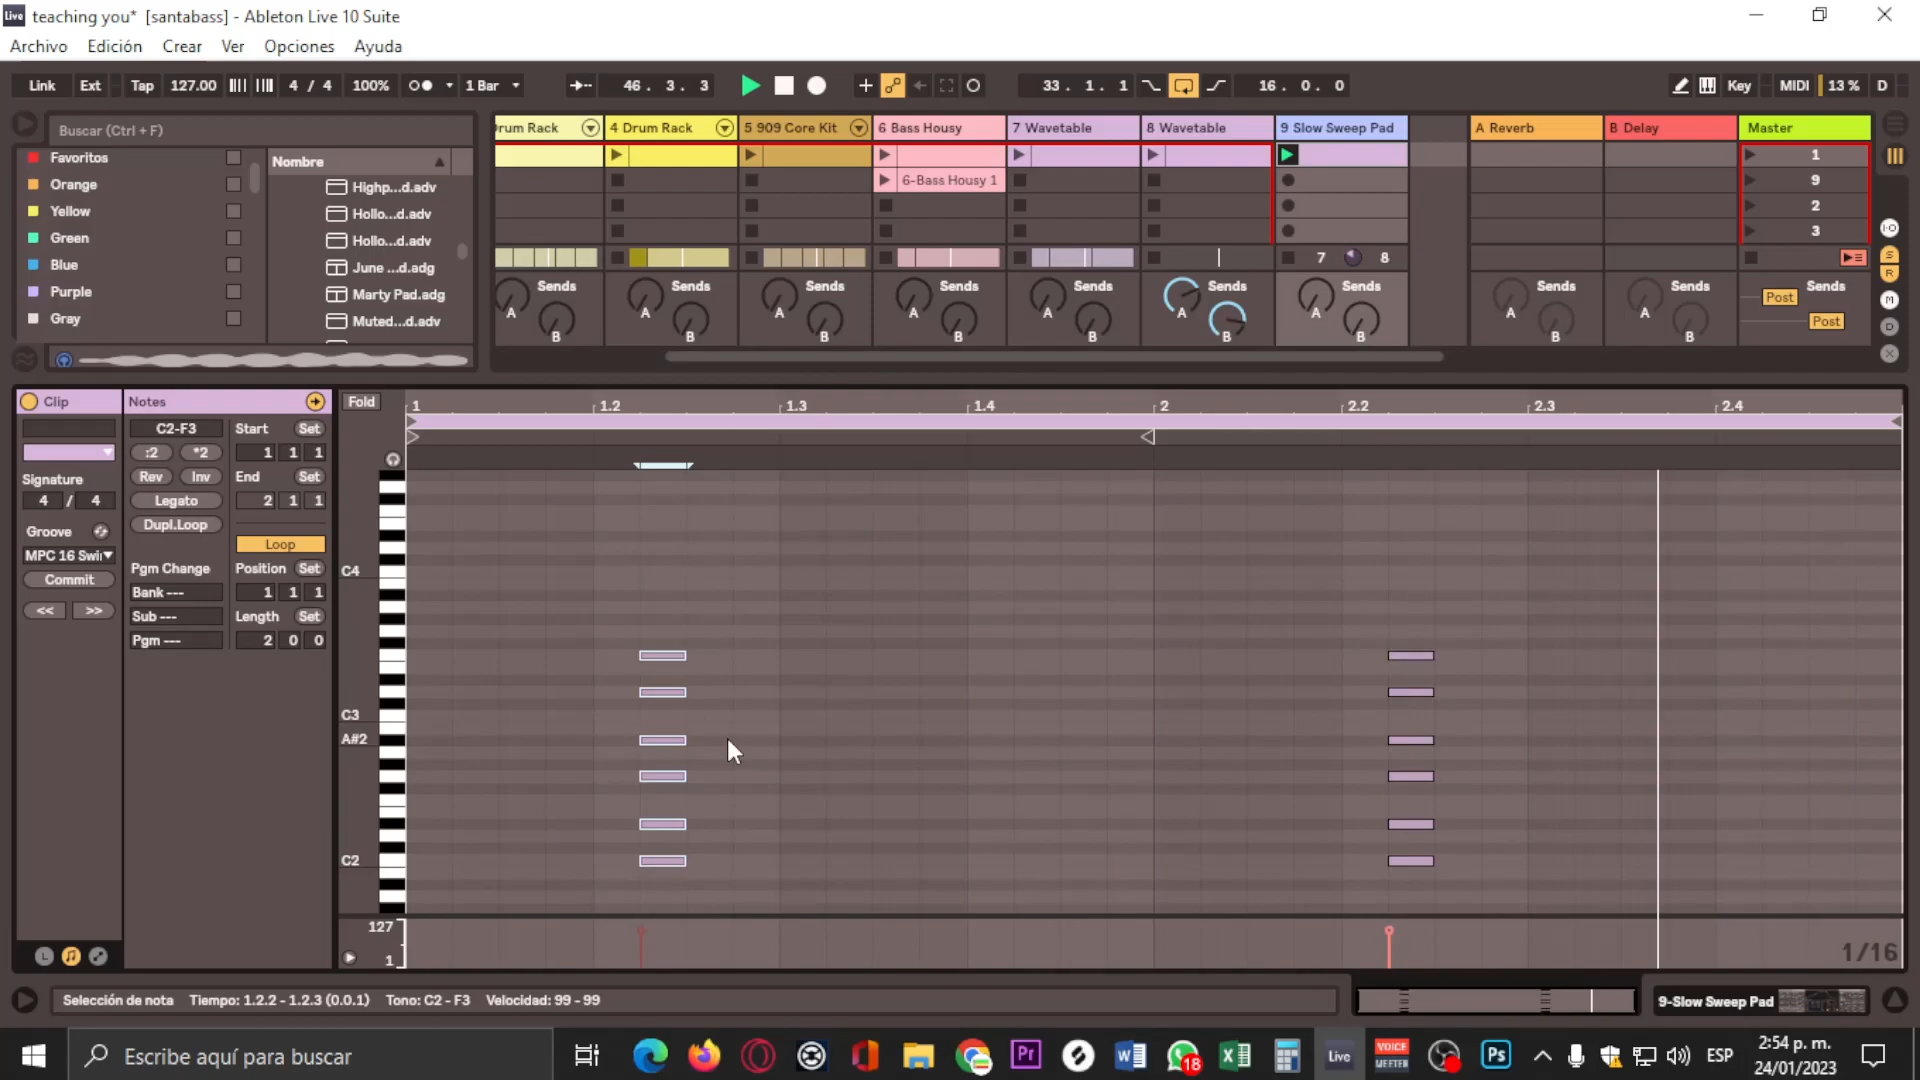 teaching you* [santabass] - Ableton Live 10 Suite
Archivo Edición Crear Ver Opciones Ayuda
Link Ext Tap 127.00 4 / 4 100% 1 Bar 46. 3. 3 33. 1. 1 16. 0. 0 Key MIDI 13 % D
Buscar (Ctrl + F)
rum Rack 4 Drum Rack 5 909 Core Kit 6 Bass Housy 7 Wavetable 8 Wavetable 9 Slow Sweep Pad A Reverb B Delay Master
Favoritos
Orange
Yellow
Green
Blue
Purple
Gray
Nombre
Highp...d.adv
Hollo...d.adv
Hollo...d.adv
June ...d.adg
Marty Pad.adg
Muted...d.adv
1
6-Bass Housy 1 9
2
3
7 8
Sends Sends Sends Sends Sends Sends Sends Sends Sends Sends
A A A A A A A A A Post
B B B B B B B B B Post
Clip
Signature
4 / 4
Groove
MPC 16 Swi
Commit
<< >>
Notes
C2-F3
:2 *2
Rev Inv
Legato
Dupl.Loop
Pgm Change
Bank ---
Sub ---
Pgm ---
Start Set
1 1 1
End Set
2 1 1
Loop
Position Set
1 1 1
Length Set
2 0 0
Fold 1 1.2 1.3 1.4 2 2.2 2.3 2.4
C4
C3
A#2
C2
127
1
1/16
Selección de nota Tiempo: 1.2.2 - 1.2.3 (0.0.1) Tono: C2 - F3 Velocidad: 99 - 99
9-Slow Sweep Pad
Escribe aquí para buscar
Pr
18
Live
VOICE
MEETER
Ps
ESP
2:54 p. m.
24/01/2023